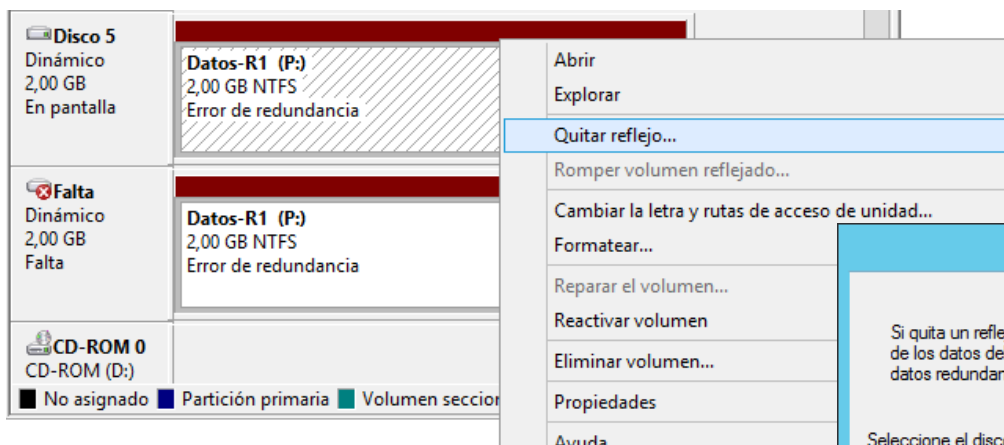 Disco 5
Dinámico
2,00 GB
En pantalla
Datos-R1 (P:)
2,00 GB NTFS
Error de redundancia
Falta
Dinámico
2,00 GB
Falta
Datos-R1 (P:)
2,00 GB NTFS
Error de redundancia
CD-ROM 0
CD-ROM (D:)
No asignado Partición primaria Volumen seccion
Abrir
Explorar
Quitar reflejo...
Romper volumen reflejado...
Cambiar la letra y rutas de acceso de unidad...
Formatear...
Reparar el volumen...
Reactivar volumen
Eliminar volumen...
Propiedades
Ayuda
Si quita un refle
de los datos del
datos redundan
Seleccione el disc